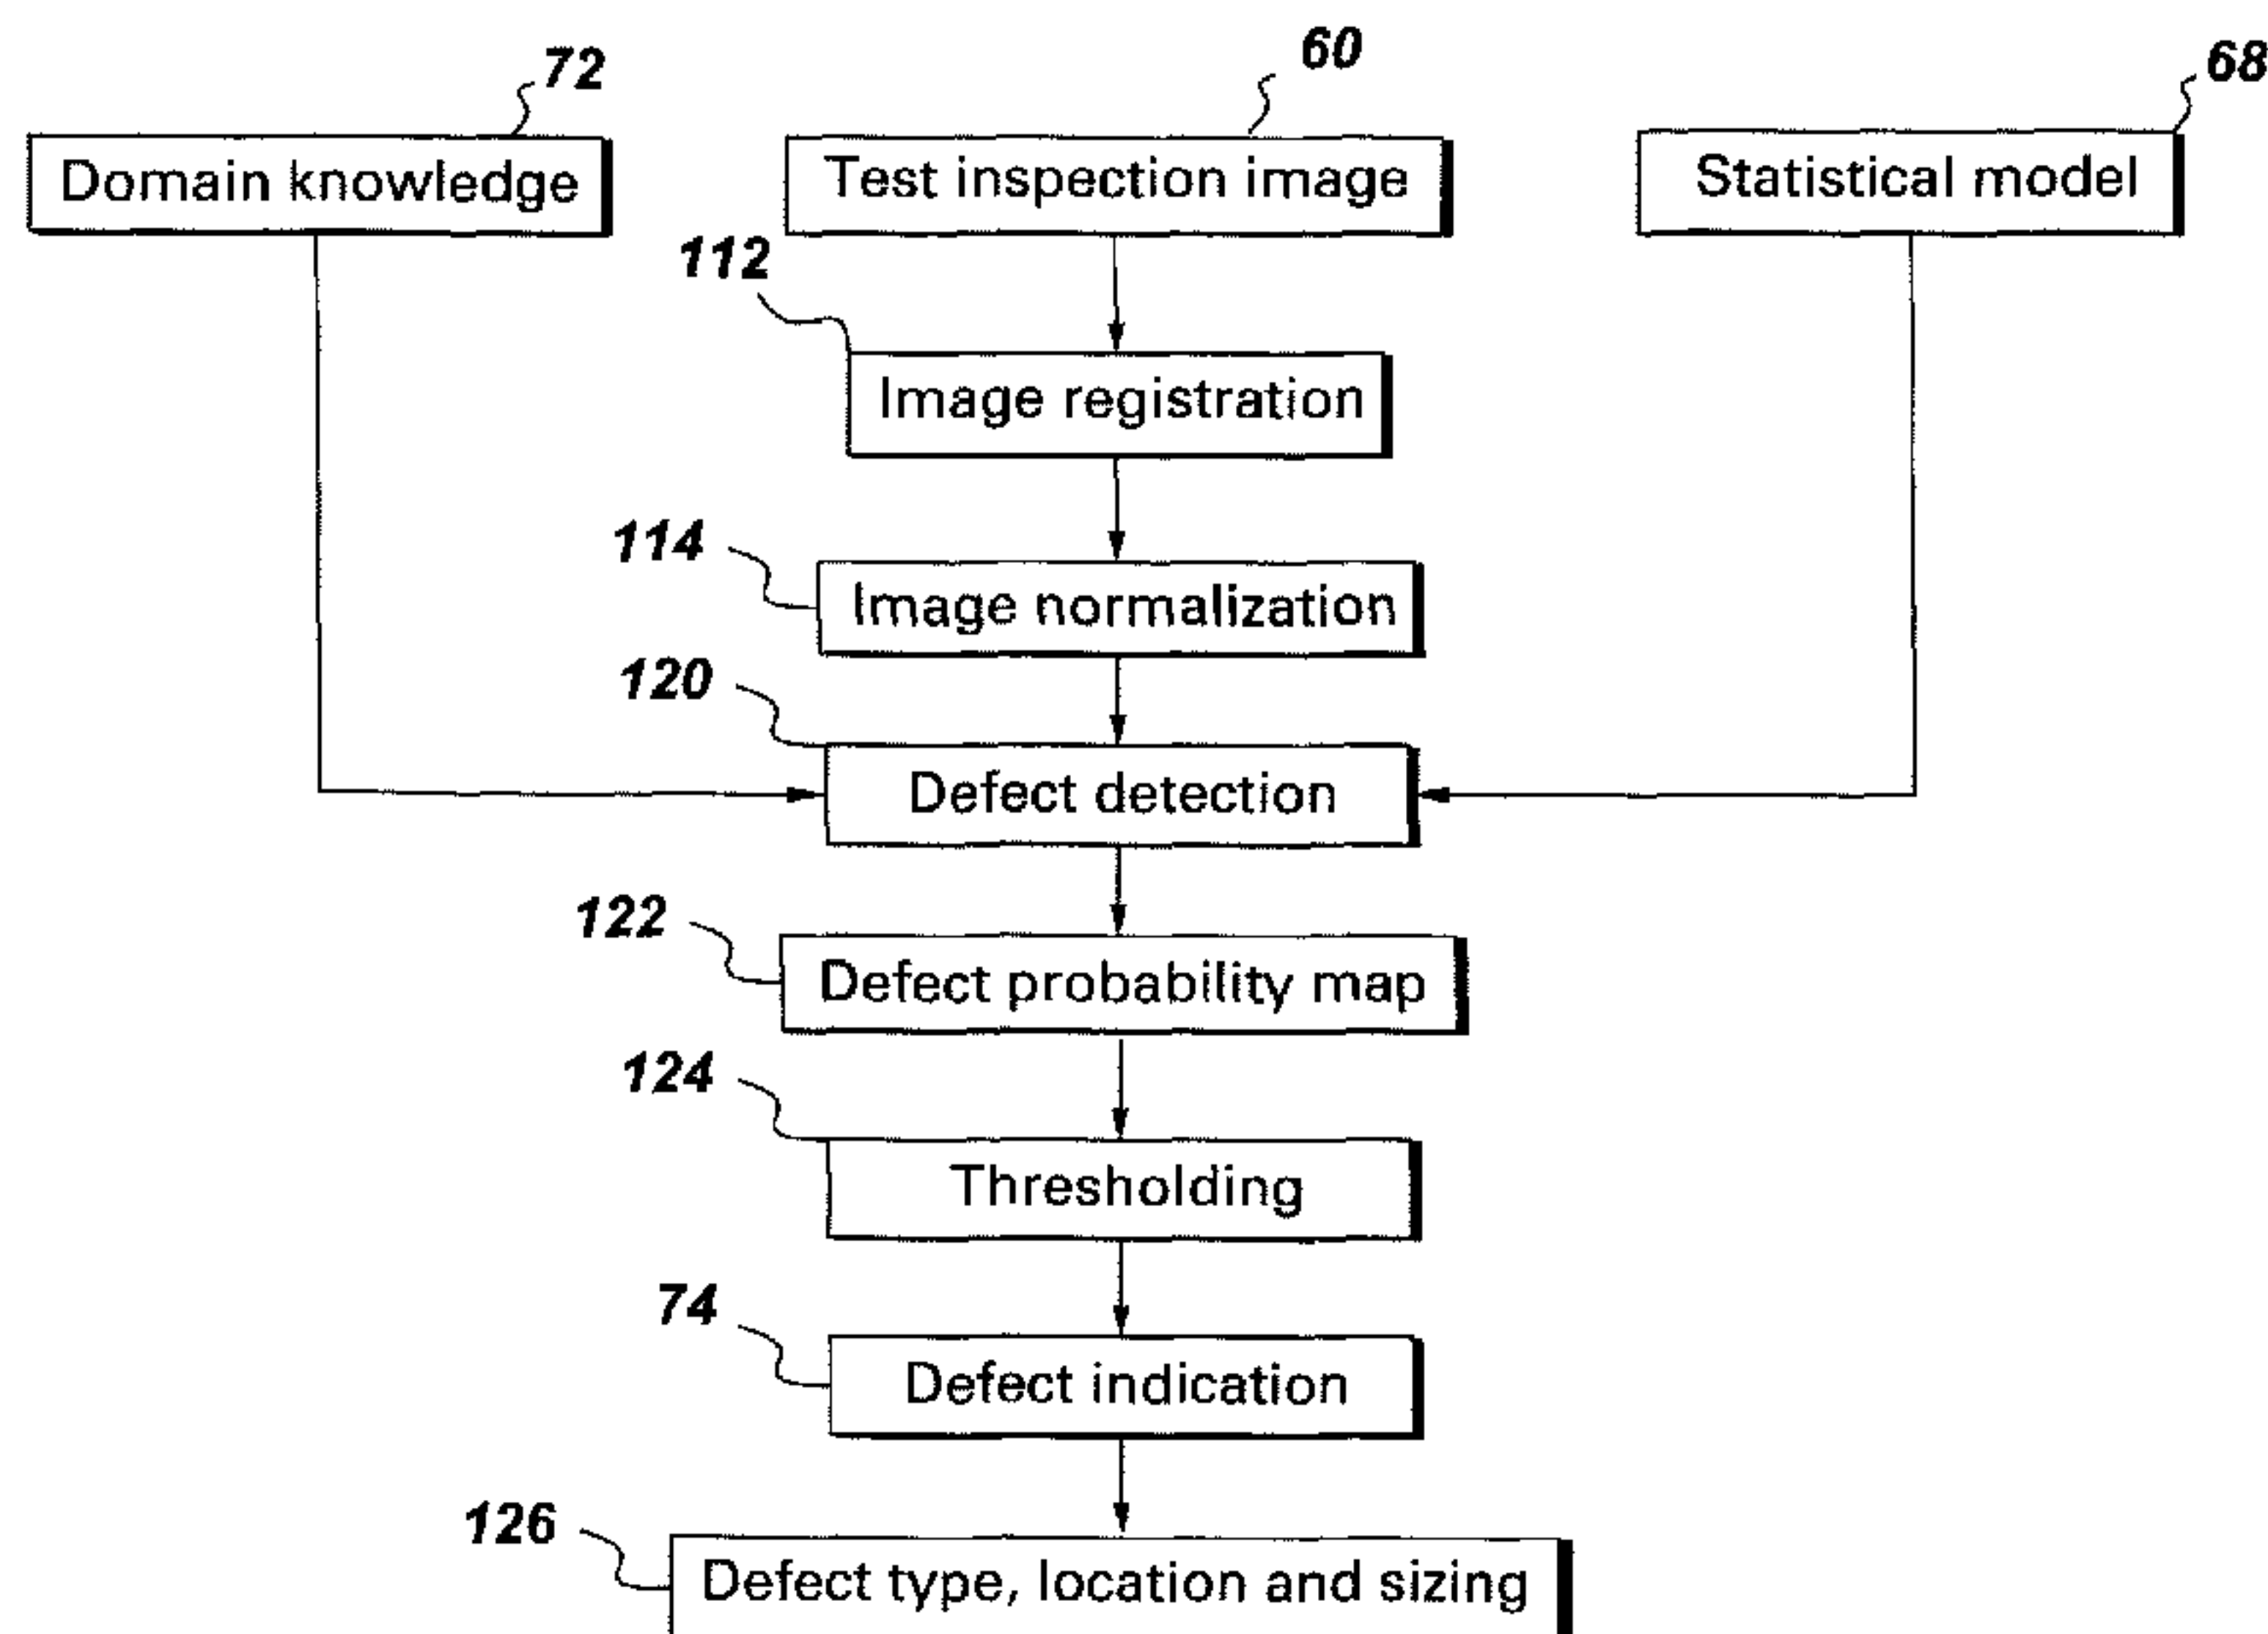 72
60
68
Domain knowledge
Test inspection image
Statistical model
112
Image registration
114
Image normalization
120
Defect detection
122
Defect probability map
124
Thresholding
74
Defect indication
126
Defect type, location and sizing